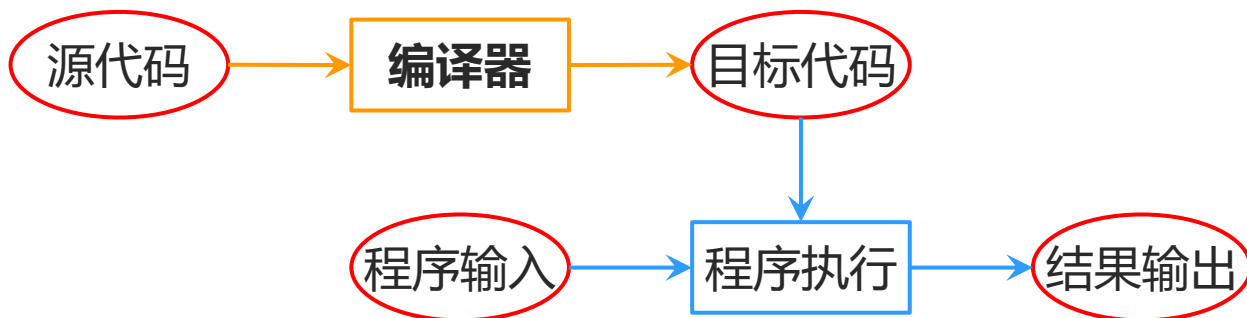 源代码
编译器
目标代码
程序输入
程序执行
结果输出